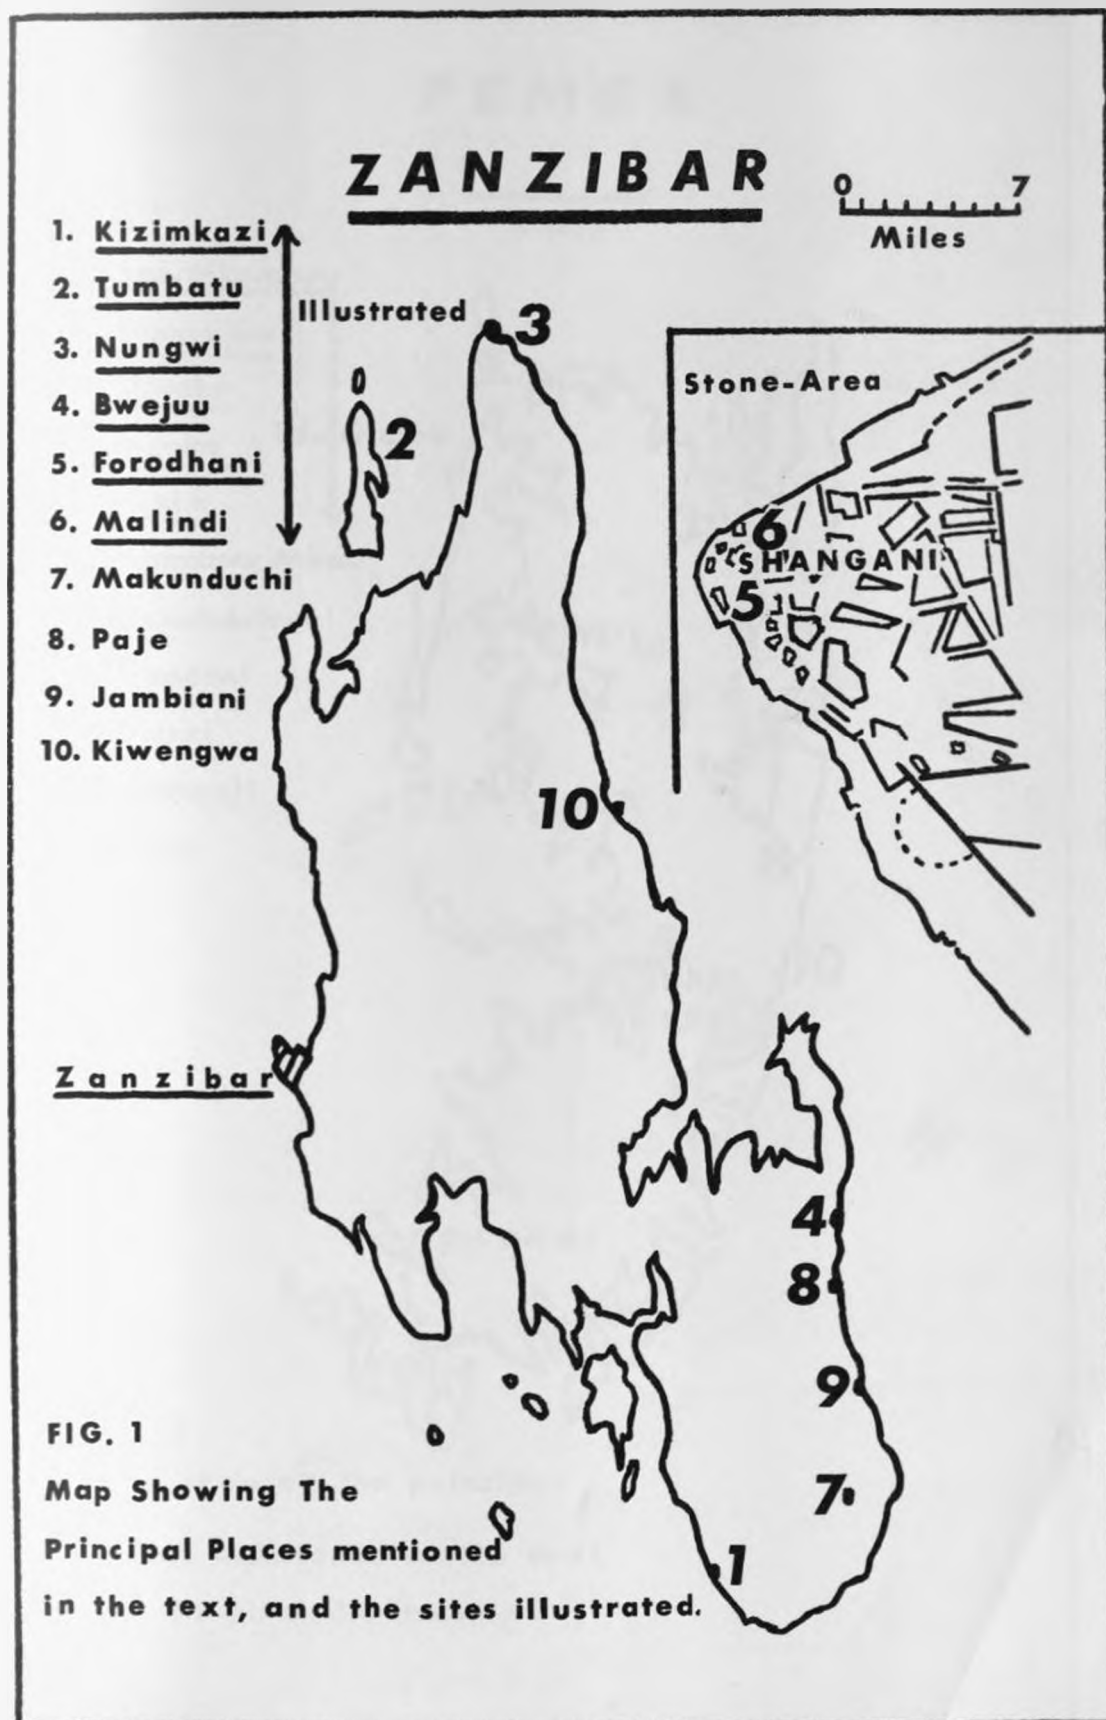 ZANZIBAR
0 7
Miles
1. Kizimkazi
2. Tumbatu
3. Nungwi
4. Bwejuu
5. Forodhani
6. Malindi
7. Makunduchi
8. Paje
9. Jambiani
10. Kiwengwa
Illustrated
3
2
Stone-Area
6
SHANGANI
5
10
Zanzibar
4
8
9
7
1
FIG. 1
Map Showing The
Principal Places mentioned
in the text, and the sites illustrated.